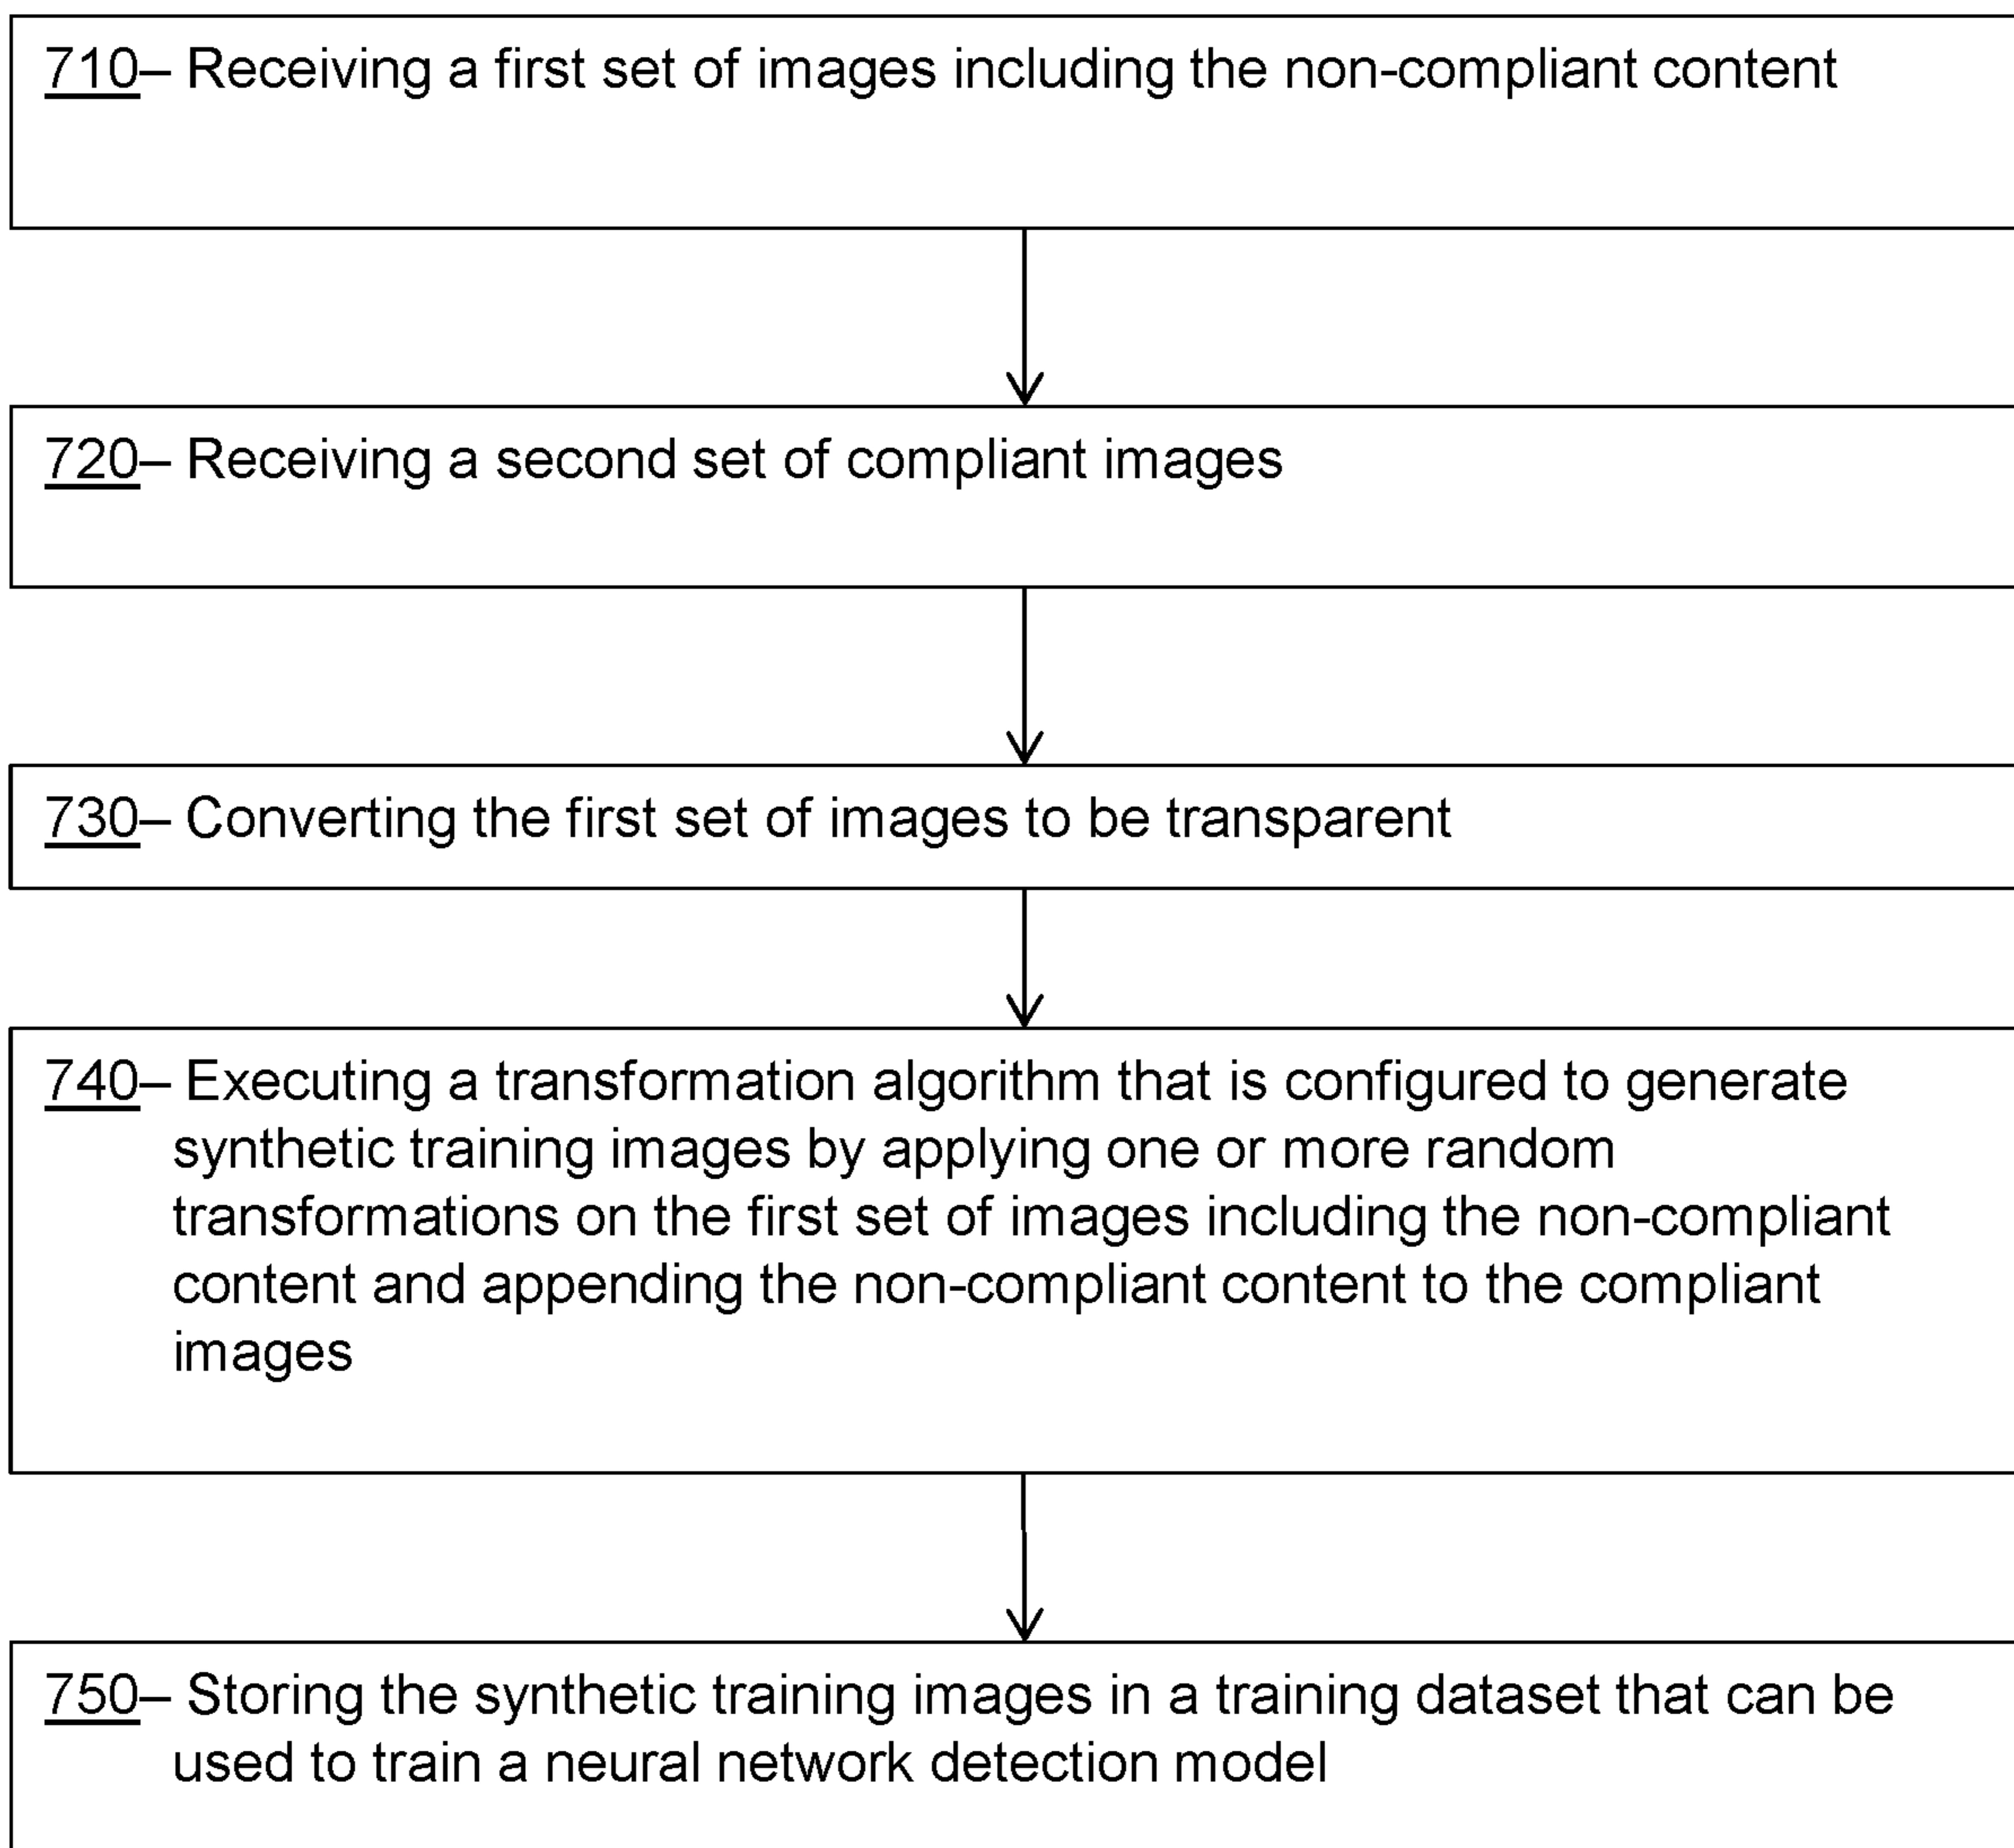 710– Receiving a first set of images including the non-compliant content
720– Receiving a second set of compliant images
730– Converting the first set of images to be transparent
740– Executing a transformation algorithm that is configured to generate
synthetic training images by applying one or more random
transformations on the first set of images including the non-compliant
content and appending the non-compliant content to the compliant
images
750– Storing the synthetic training images in a training dataset that can be
used to train a neural network detection model